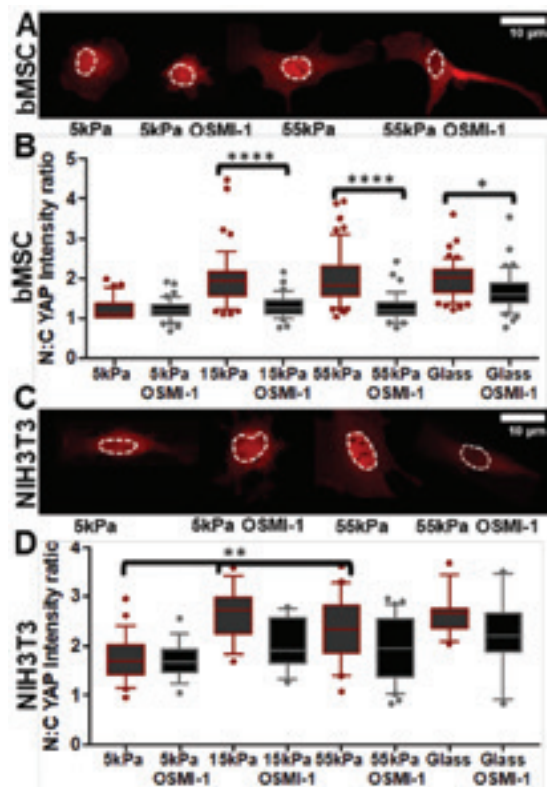 A
bMSC
10 μm
5kPa 5kPa OSMI-1 55kPa 55kPa OSMI-1
B
bMSC
N:C YAP Intensity ratio
5
4
3
2
1
0
****
****
*
5kPa 5kPa 15kPa 15kPa 55kPa 55kPa Glass Glass
OSMI-1 OSMI-1 OSMI-1 OSMI-1
C
NIH3T3
10 μm
5kPa 5kPa OSMI-1 55kPa 55kPa OSMI-1
D
NIH3T3
N:C YAP Intensity ratio
4
3
2
1
0
**
5kPa 5kPa 15kPa 15kPa 55kPa 55kPa Glass Glass
OSMI-1 OSMI-1 OSMI-1 OSMI-1